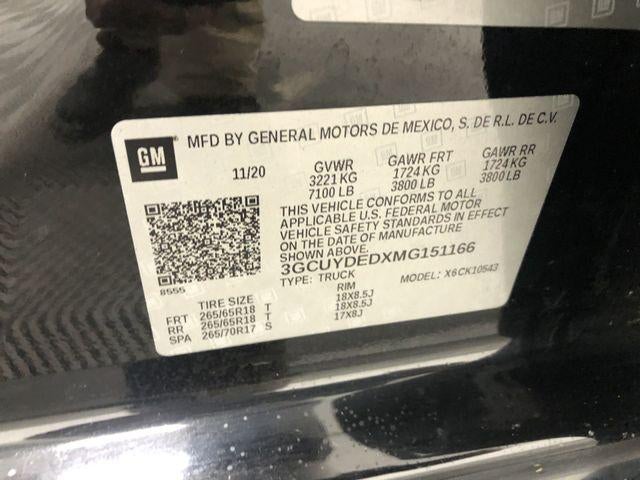 GM
MFD BY GENERAL MOTORS DE MEXICO, S. DE R.L. DE C.V.
11/20 GVWR GAWR FRT GAWR RR
3221 KG 1724 KG 1724 KG
7100 LB 3800 LB 3800 LB
THIS VEHICLE CONFORMS TO ALL
APPLICABLE U.S. FEDERAL MOTOR
VEHICLE SAFETY STANDARDS IN EFFECT
ON THE DATE OF MANUFACTURE
SHOWN ABOVE.
3GCUYDEDXMG151166
TYPE: TRUCK MODEL: X6CK10543
8555
TIRE SIZE RIM
FRT 265/65R18 T 18X8.5J
RR 265/65R18 T 18X8.5J
SPA 265/70R17 S 17X8J